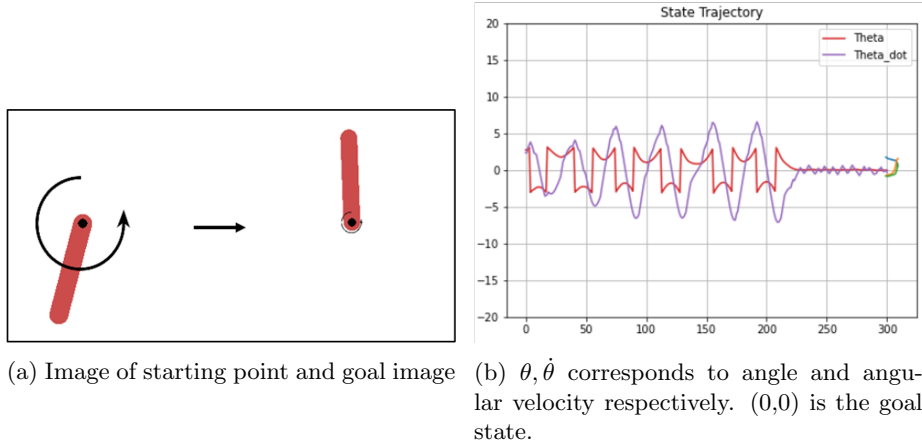 State Trajectory
20
15
10
5
0
−5
−10
−15
−20
Theta
Theta_dot
0
50
100
150
200
250
300
(a) Image of starting point and goal image
(b) θ, θ̇ corresponds to angle and angu-
lar velocity respectively. (0,0) is the goal
state.